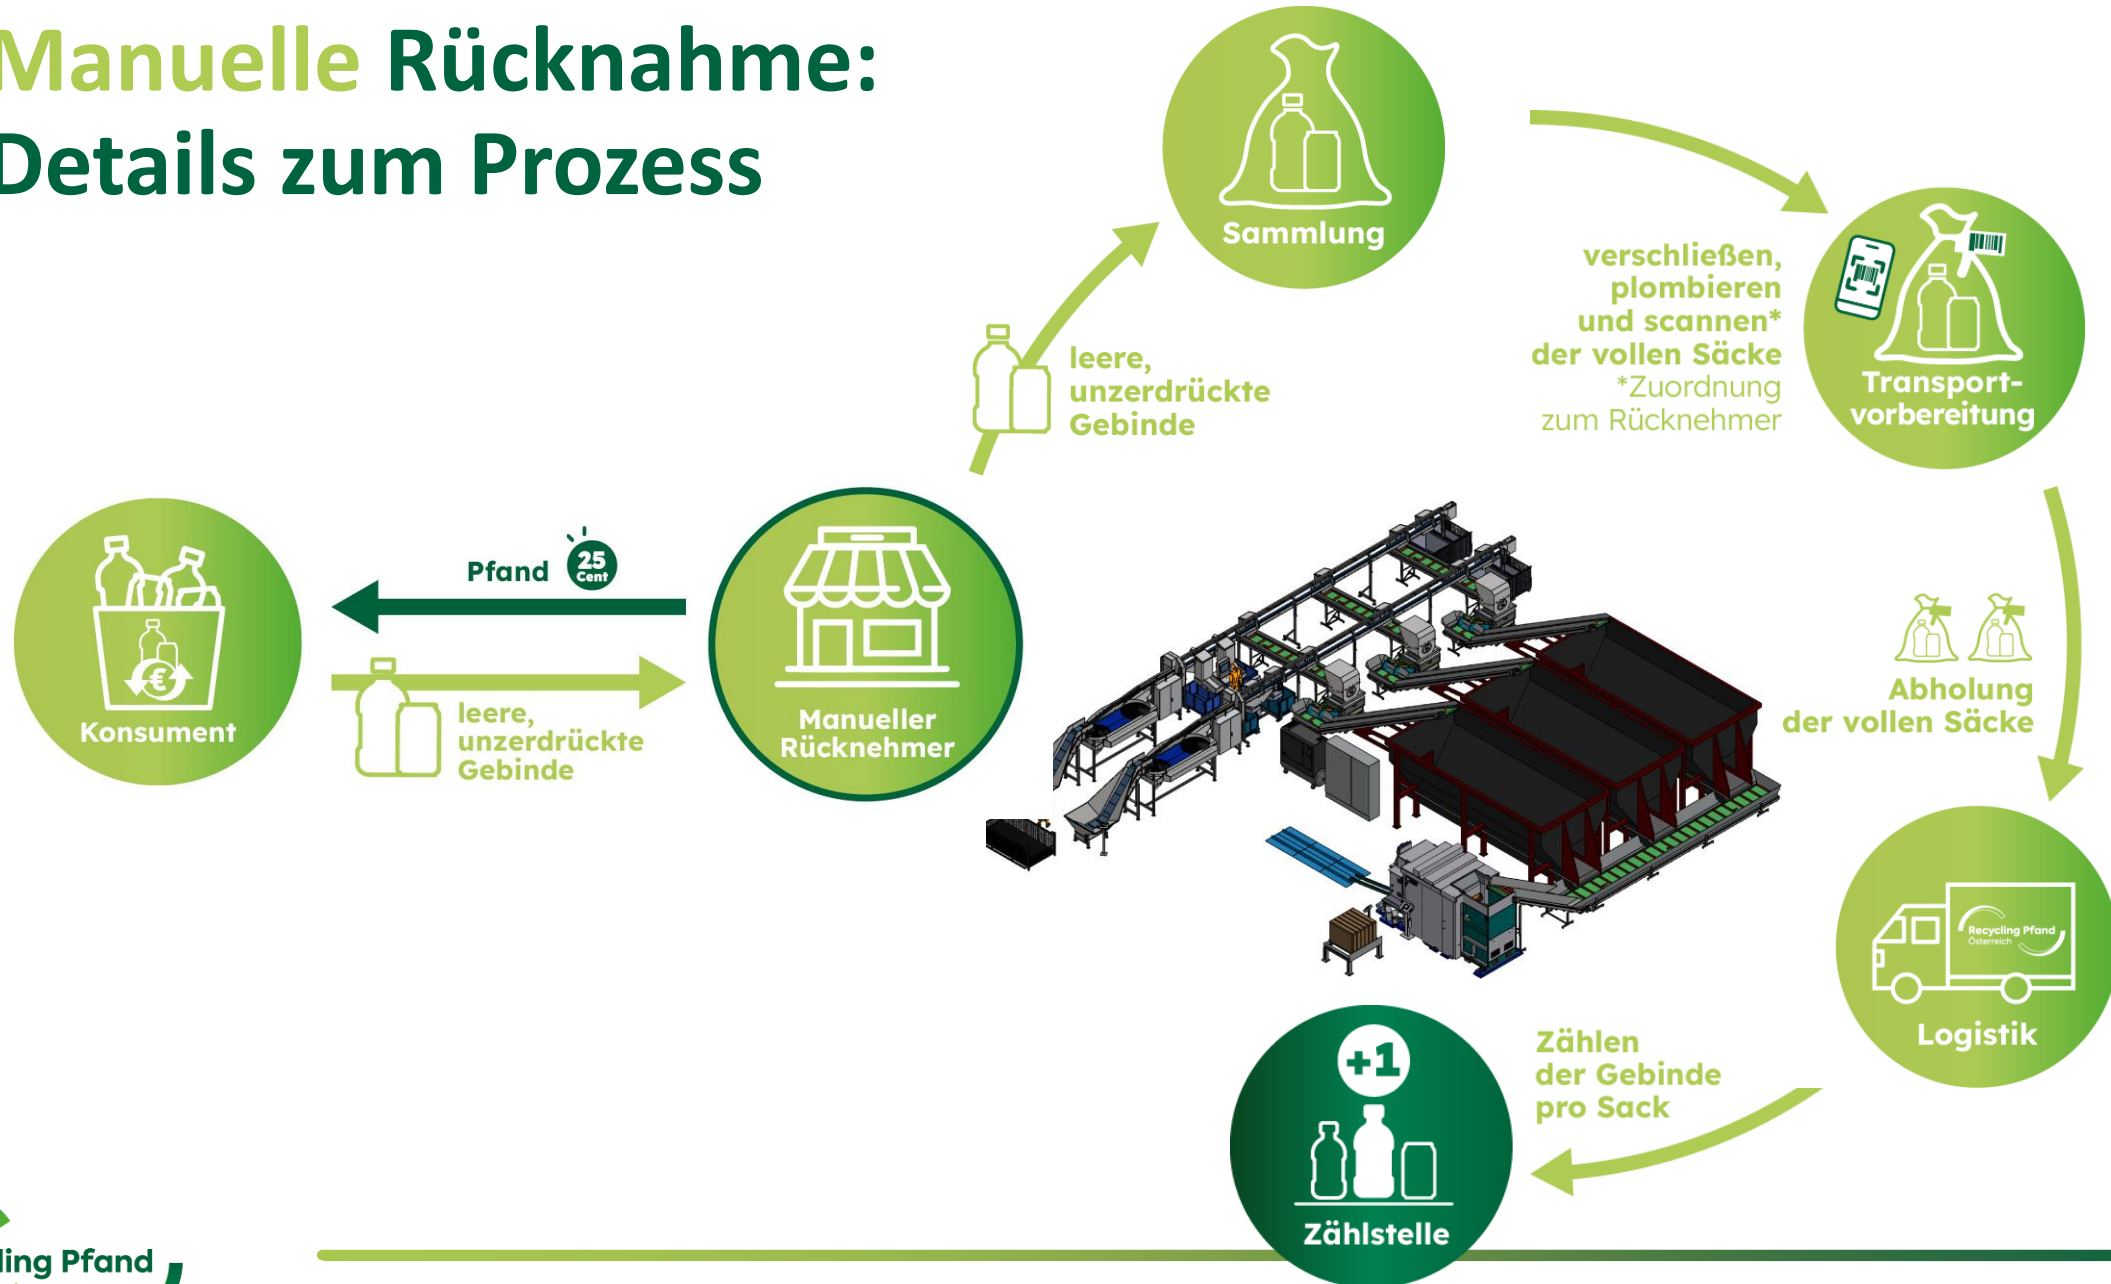 Manuelle Rücknahme:
Details zum Prozess
Sammlung
verschließen,
plombieren
und scannen*
der vollen Säcke
*Zuordnung
zum Rücknehmer
Transport-
vorbereitung
leere,
unzerdrückte
Gebinde
Konsument
€
Pfand
25
Cent
leere,
unzerdrückte
Gebinde
Manueller
Rücknehmer
Abholung
der vollen Säcke
Recycling Pfand
Österreich
Logistik
Zählen
der Gebinde
pro Sack
+1
Zählstelle
ling Pfand